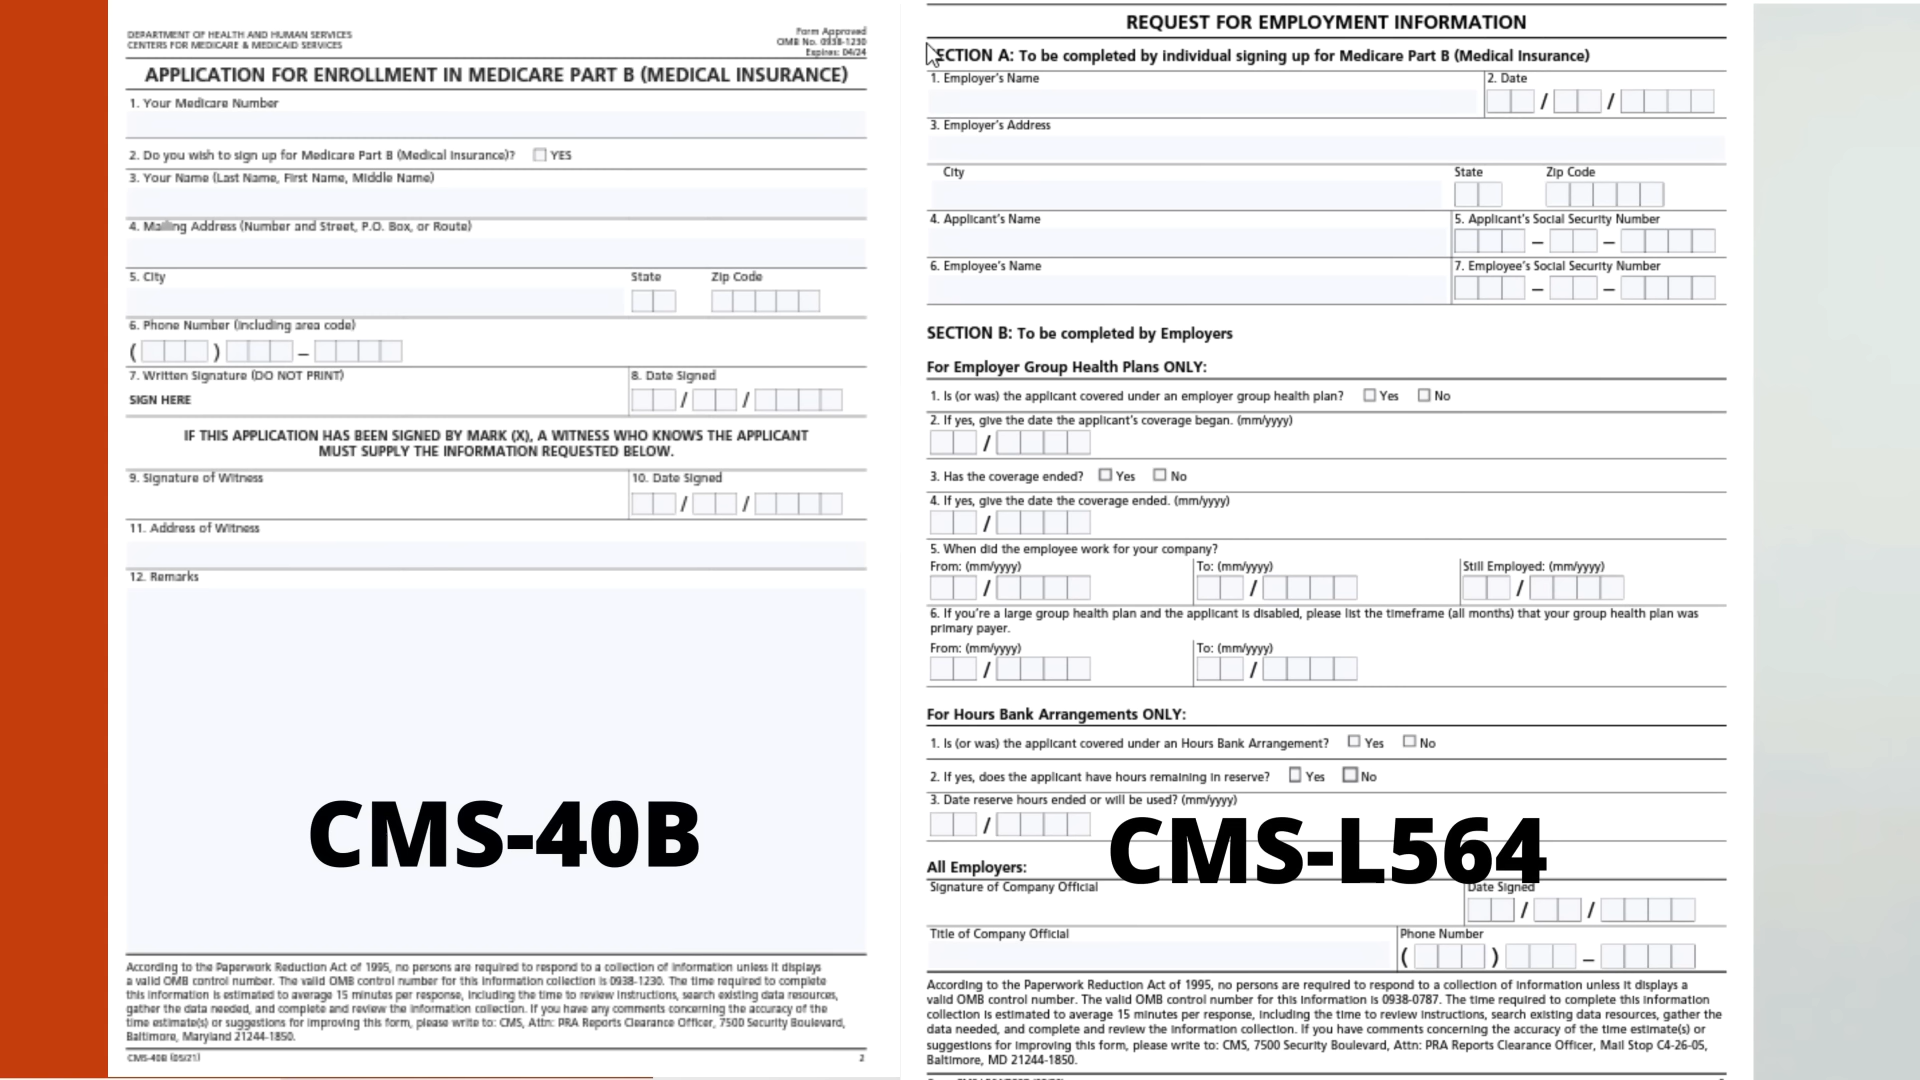 DEPARTMENT OF HEALTH AND HUMAN SERVICES
CENTERS FOR MEDICARE & MEDICAID SERVICES
Form Approved
OMB No. 0938-1230
Expires: 04/24
APPLICATION FOR ENROLLMENT IN MEDICARE PART B (MEDICAL INSURANCE)
1. Your Medicare Number
2. Do you wish to sign up for Medicare Part B (Medical Insurance)? YES
3. Your Name (Last Name, First Name, Middle Name)
4. Mailing Address (Number and Street, P.O. Box, or Route)
5. City State Zip Code
6. Phone Number (including area code)
( ) –
7. Written Signature (DO NOT PRINT) 8. Date Signed
SIGN HERE / /
IF THIS APPLICATION HAS BEEN SIGNED BY MARK (X), A WITNESS WHO KNOWS THE APPLICANT
MUST SUPPLY THE INFORMATION REQUESTED BELOW.
9. Signature of Witness 10. Date Signed
/ /
11. Address of Witness
12. Remarks
CMS-40B
According to the Paperwork Reduction Act of 1995, no persons are required to respond to a collection of information unless it displays
a valid OMB control number. The valid OMB control number for this information collection is 0938-1230. The time required to complete
this information is estimated to average 15 minutes per response, including the time to review instructions, search existing data resources,
gather the data needed, and complete and review the information collection. If you have any comments concerning the accuracy of the
time estimate(s) or suggestions for improving this form, please write to: CMS, Attn: PRA Reports Clearance Officer, 7500 Security Boulevard,
Baltimore, Maryland 21244-1850.
CMS-40B (05/21) 2
REQUEST FOR EMPLOYMENT INFORMATION
SECTION A: To be completed by individual signing up for Medicare Part B (Medical Insurance)
1. Employer's Name 2. Date
/ /
3. Employer's Address
City State Zip Code
4. Applicant's Name 5. Applicant's Social Security Number
– –
6. Employee's Name 7. Employee's Social Security Number
– –
SECTION B: To be completed by Employers
For Employer Group Health Plans ONLY:
1. Is (or was) the applicant covered under an employer group health plan? Yes No
2. If yes, give the date the applicant's coverage began. (mm/yyyy)
/
3. Has the coverage ended? Yes No
4. If yes, give the date the coverage ended. (mm/yyyy)
/
5. When did the employee work for your company?
From: (mm/yyyy) To: (mm/yyyy) Still Employed: (mm/yyyy)
/ / /
6. If you're a large group health plan and the applicant is disabled, please list the timeframe (all months) that your group health plan was
primary payer.
From: (mm/yyyy) To: (mm/yyyy)
/ /
For Hours Bank Arrangements ONLY:
1. Is (or was) the applicant covered under an Hours Bank Arrangement? Yes No
2. If yes, does the applicant have hours remaining in reserve? Yes No
3. Date reserve hours ended or will be used? (mm/yyyy)
/
CMS-L564
All Employers:
Signature of Company Official Date Signed
/ /
Title of Company Official Phone Number
( ) –
According to the Paperwork Reduction Act of 1995, no persons are required to respond to a collection of information unless it displays a
valid OMB control number. The valid OMB control number for this information is 0938-0787. The time required to complete this information
collection is estimated to average 15 minutes per response, including the time to review instructions, search existing data resources, gather the
data needed, and complete and review the information collection. If you have comments concerning the accuracy of the time estimate(s) or
suggestions for improving this form, please write to: CMS, 7500 Security Boulevard, Attn: PRA Reports Clearance Officer, Mail Stop C4-26-05,
Baltimore, MD 21244-1850.